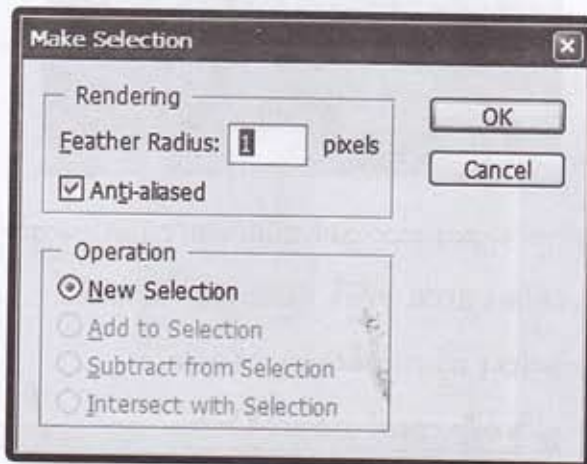 Make Selection
Rendering
Feather Radius: 1 pixels
Anti-aliased
OK
Cancel
Operation
New Selection
Add to Selection
Subtract from Selection
Intersect with Selection